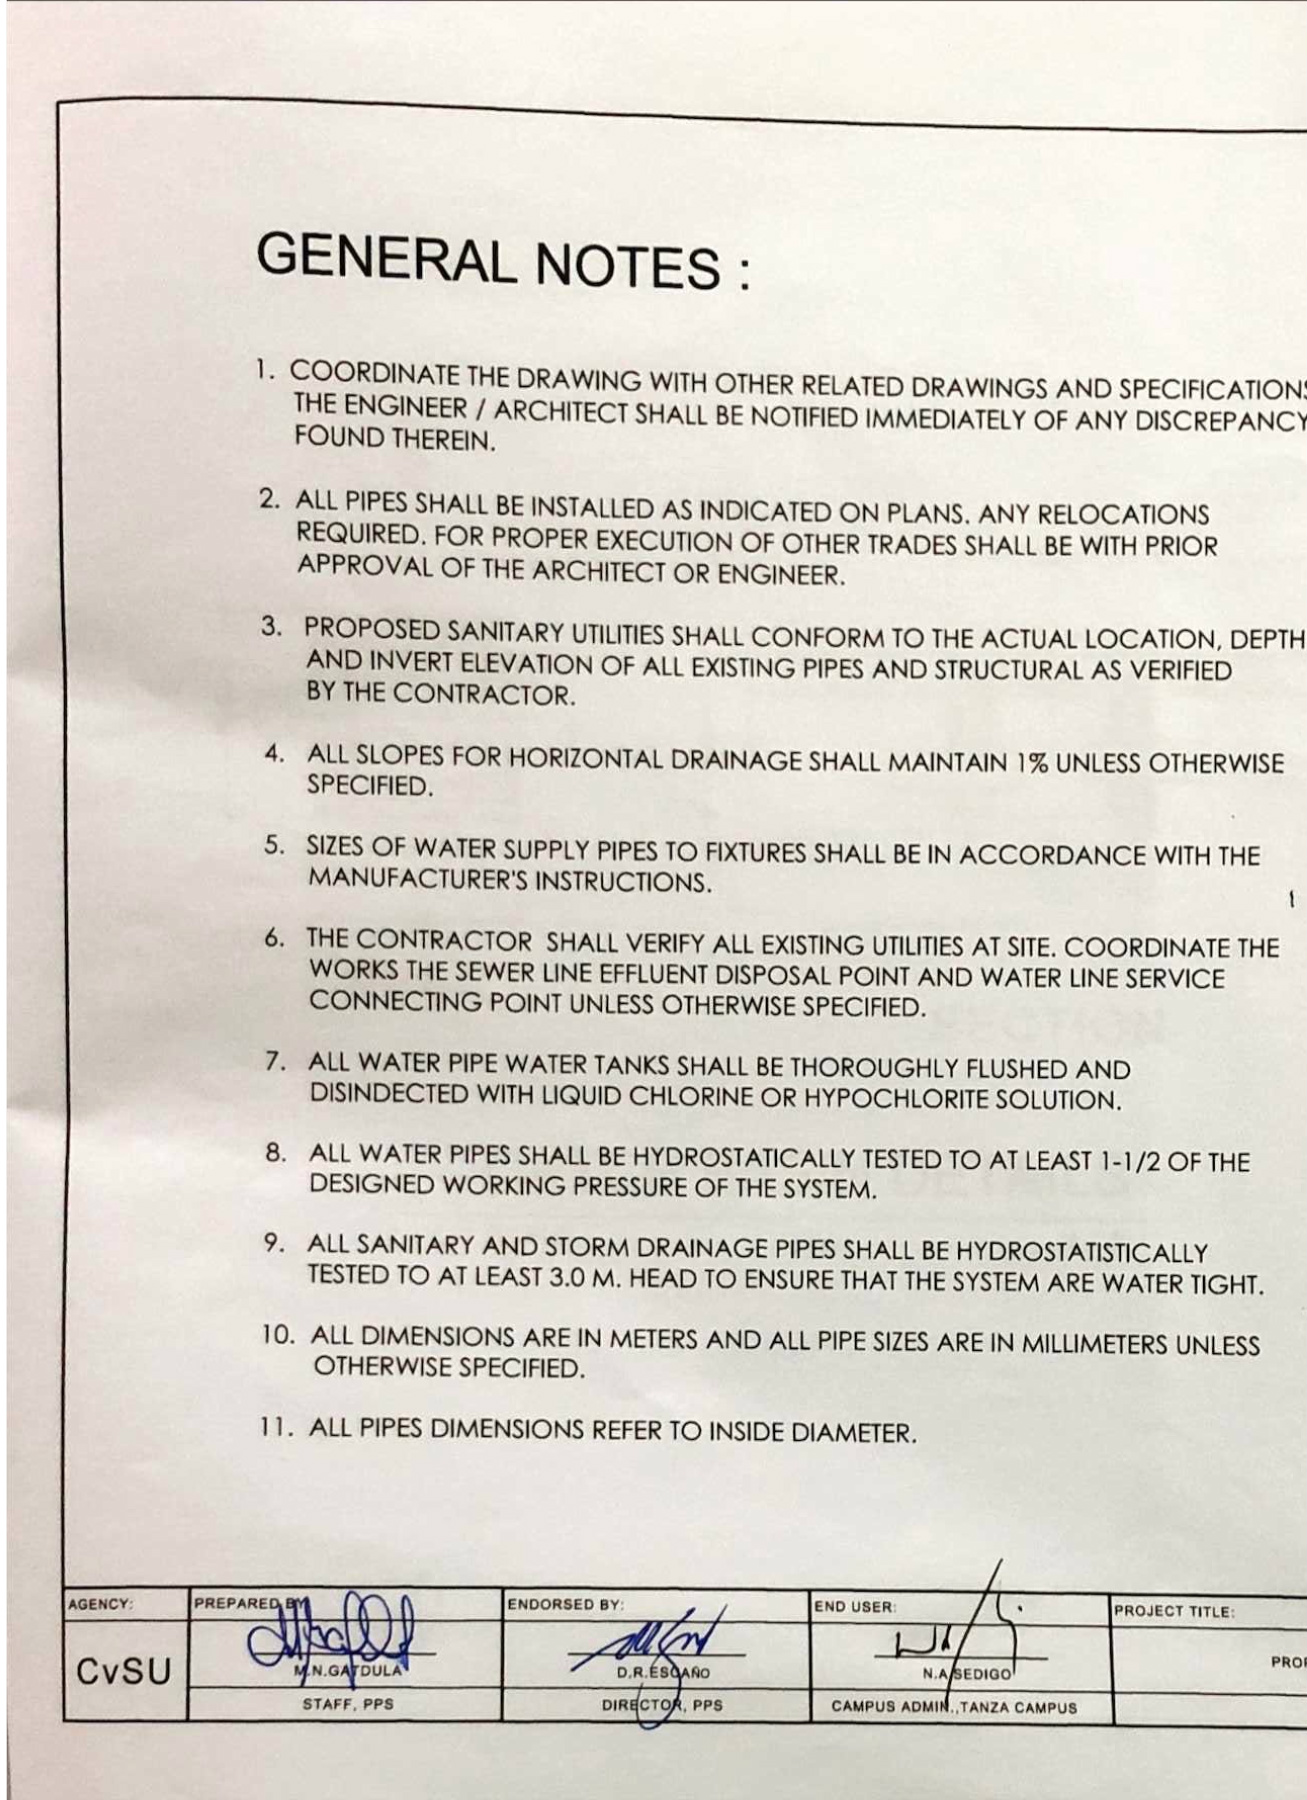 GENERAL NOTES :
1. COORDINATE THE DRAWING WITH OTHER RELATED DRAWINGS AND SPECIFICATIONS
THE ENGINEER / ARCHITECT SHALL BE NOTIFIED IMMEDIATELY OF ANY DISCREPANCY
FOUND THEREIN.
2. ALL PIPES SHALL BE INSTALLED AS INDICATED ON PLANS. ANY RELOCATIONS
REQUIRED. FOR PROPER EXECUTION OF OTHER TRADES SHALL BE WITH PRIOR
APPROVAL OF THE ARCHITECT OR ENGINEER.
3. PROPOSED SANITARY UTILITIES SHALL CONFORM TO THE ACTUAL LOCATION, DEPTH
AND INVERT ELEVATION OF ALL EXISTING PIPES AND STRUCTURAL AS VERIFIED
BY THE CONTRACTOR.
4. ALL SLOPES FOR HORIZONTAL DRAINAGE SHALL MAINTAIN 1% UNLESS OTHERWISE
SPECIFIED.
5. SIZES OF WATER SUPPLY PIPES TO FIXTURES SHALL BE IN ACCORDANCE WITH THE
MANUFACTURER'S INSTRUCTIONS.
6. THE CONTRACTOR SHALL VERIFY ALL EXISTING UTILITIES AT SITE. COORDINATE THE
WORKS THE SEWER LINE EFFLUENT DISPOSAL POINT AND WATER LINE SERVICE
CONNECTING POINT UNLESS OTHERWISE SPECIFIED.
7. ALL WATER PIPE WATER TANKS SHALL BE THOROUGHLY FLUSHED AND
DISINDECTED WITH LIQUID CHLORINE OR HYPOCHLORITE SOLUTION.
8. ALL WATER PIPES SHALL BE HYDROSTATICALLY TESTED TO AT LEAST 1-1/2 OF THE
DESIGNED WORKING PRESSURE OF THE SYSTEM.
9. ALL SANITARY AND STORM DRAINAGE PIPES SHALL BE HYDROSTATISTICALLY
TESTED TO AT LEAST 3.0 M. HEAD TO ENSURE THAT THE SYSTEM ARE WATER TIGHT.
10. ALL DIMENSIONS ARE IN METERS AND ALL PIPE SIZES ARE IN MILLIMETERS UNLESS
OTHERWISE SPECIFIED.
11. ALL PIPES DIMENSIONS REFER TO INSIDE DIAMETER.
AGENCY:
CvSU
PREPARED BY:
M.N.GATDULA
STAFF, PPS
ENDORSED BY:
D.R.ESCAÑO
DIRECTOR, PPS
END USER:
N.A.SEDIGO
CAMPUS ADMIN.,TANZA CAMPUS
PROJECT TITLE: